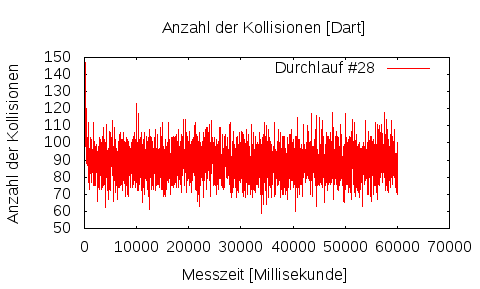 Anzahl der Kollisionen [Dart]
Durchlauf #28
Anzahl der Kollisionen
150
140
130
120
110
100
90
80
70
60
50
0 10000 20000 30000 40000 50000 60000 70000
Messzeit [Millisekunde]